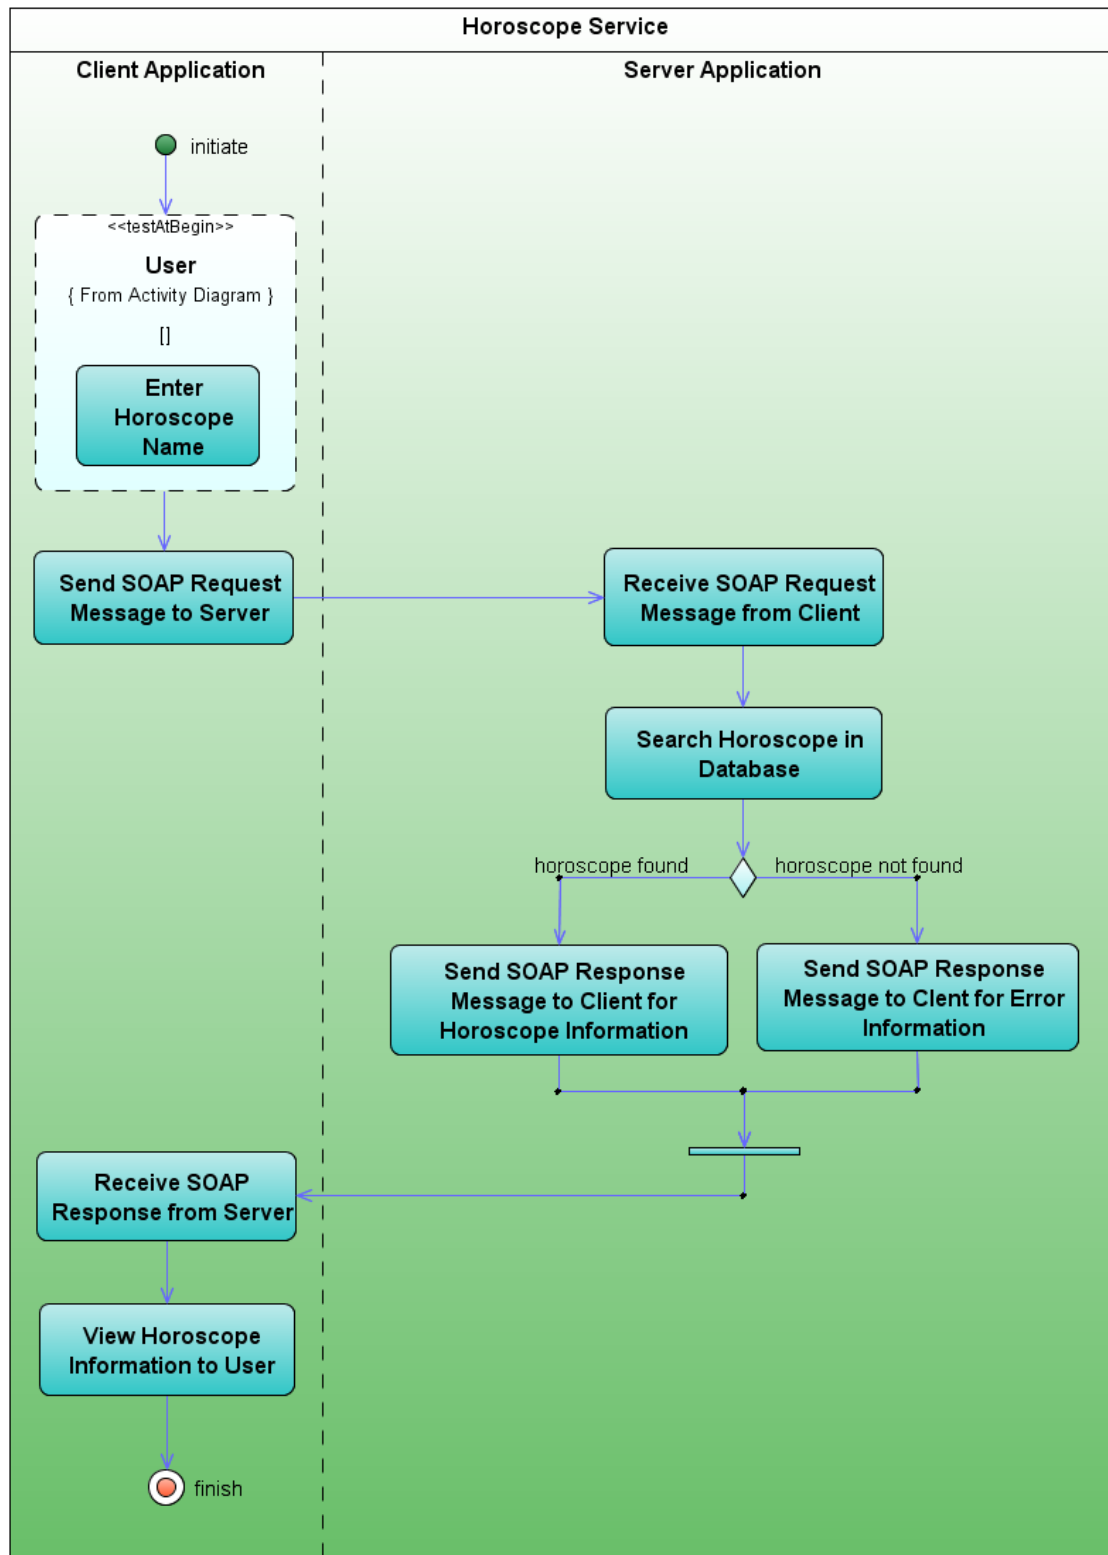 Horoscope Service
Client Application
Server Application
initiate
<<testAtBegin>>
User
{ From Activity Diagram }
[]
Enter
Horoscope
Name
Send SOAP Request
Message to Server
Receive SOAP Request
Message from Client
Search Horoscope in
Database
horoscope found
horoscope not found
Send SOAP Response
Message to Client for
Horoscope Information
Send SOAP Response
Message to Clent for Error
Information
Receive SOAP
Response from Server
View Horoscope
Information to User
finish